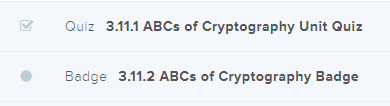 Quiz 3.11.1 ABCs of Cryptography Unit Quiz
Badge 3.11.2 ABCs of Cryptography Badge